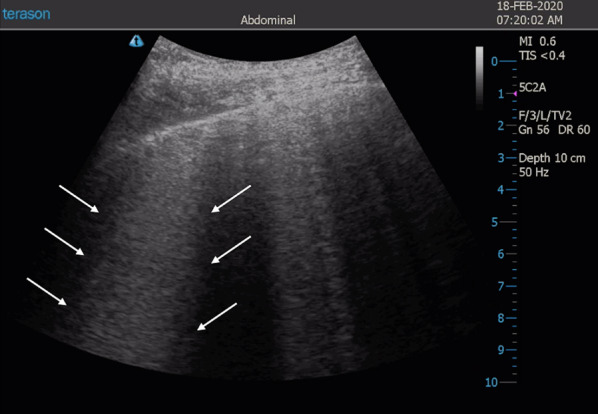 terason
Abdominal
18-FEB-2020
07:20:02 AM
MI 0.6
TIS <0.4
5C2A
F/3/L/TV2
Gn 56 DR 60
Depth 10 cm
50 Hz
0
1
2
3
4
5
6
7
8
9
10